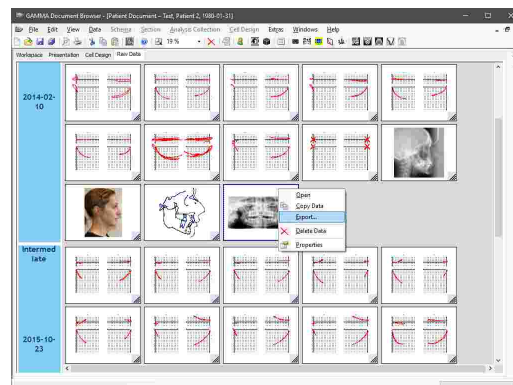 GAMMA Document Browser - [Patient Document – Test, Patient 2, 1980-01-31]
File Edit View Data Schema Section Analysis Collection Cell Design Extras Windows Help
19%
Workspace Presentation Cell Design Raw Data
2014-02-
10
Open
Copy Data
Export...
Delete Data
Properties
Intermed
iate
2015-10-
23